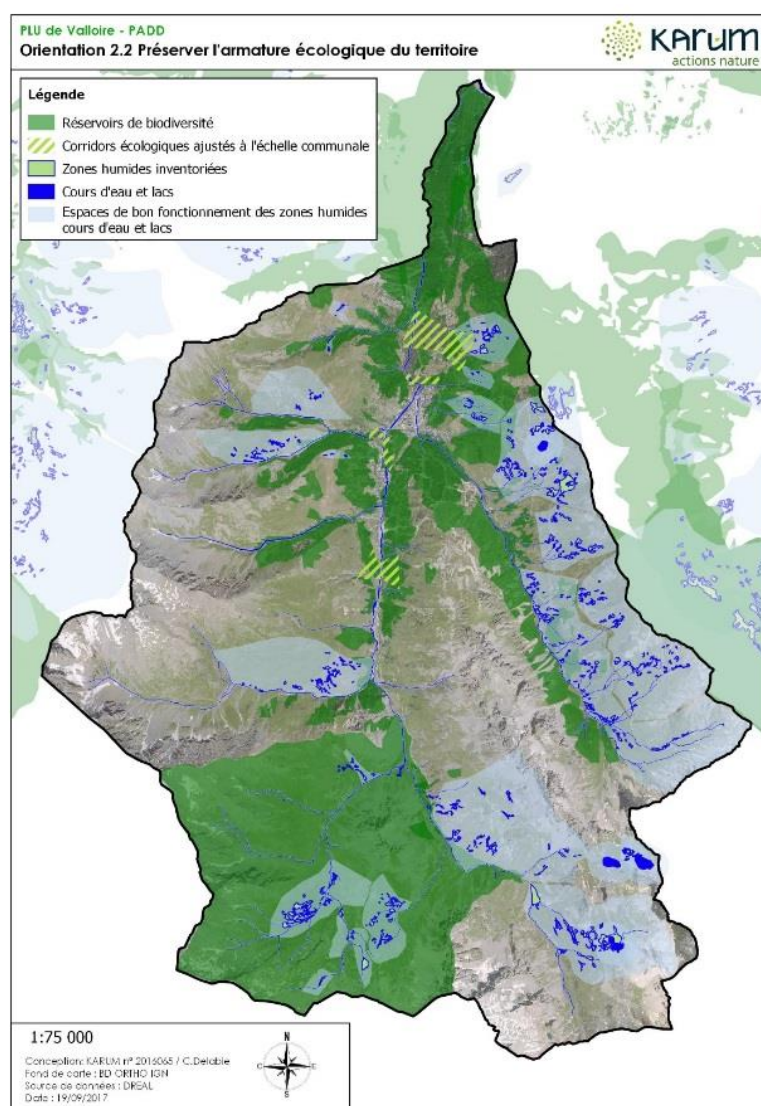 PLU de Valloire - PADD
Orientation 2.2 Préserver l'armature écologique du territoire
KARUM
actions nature
Légende
Réservoirs de biodiversité
Corridors écologiques ajustés à l'échelle communale
Zones humides inventoriées
Cours d'eau et lacs
Espaces de bon fonctionnement des zones humides
cours d'eau et lacs
1:75 000
Conception: KARUM n° 2016065 / C.Delabie
Fond de carte : BD ORTHO IGN
Source de données : DREAL
Date : 19/09/2017
N
E
S